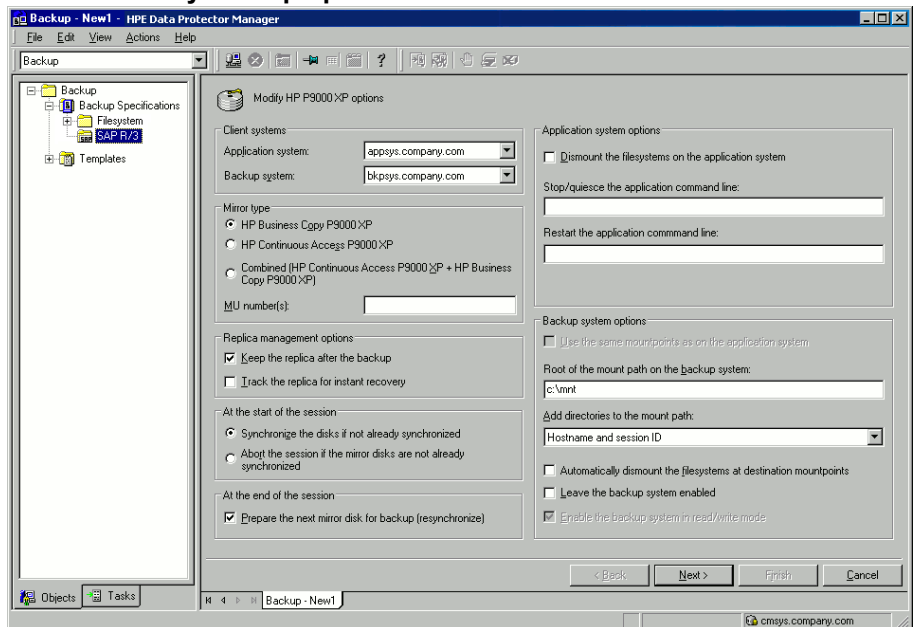 Backup - New1 - HPE Data Protector Manager
File Edit View Actions Help
Backup
Backup
Backup Specifications
Filesystem
SAP R/3
Templates
Objects
Tasks
Modify HP P9000 XP options
Client systems
Application system:
appsys.company.com
Backup system:
bkpsys.company.com
Mirror type
HP Business Copy P9000 XP
HP Continuous Access P9000 XP
Combined (HP Continuous Access P9000 XP + HP Business
Copy P9000 XP)
MU number(s):
Replica management options
Keep the replica after the backup
Track the replica for instant recovery
At the start of the session
Synchronize the disks if not already synchronized
Abort the session if the mirror disks are not already
synchronized
At the end of the session
Prepare the next mirror disk for backup (resynchronize)
Application system options
Dismount the filesystems on the application system
Stop/quiesce the application command line:
Restart the application commmand line:
Backup system options
Use the same mountpoints as on the application system
Root of the mount path on the backup system:
c:\mnt
Add directories to the mount path:
Hostname and session ID
Automatically dismount the filesystems at destination mountpoints
Leave the backup system enabled
Enable the backup system in read/write mode
< Back
Next >
Finish
Cancel
Backup - New1
cmsys.company.com